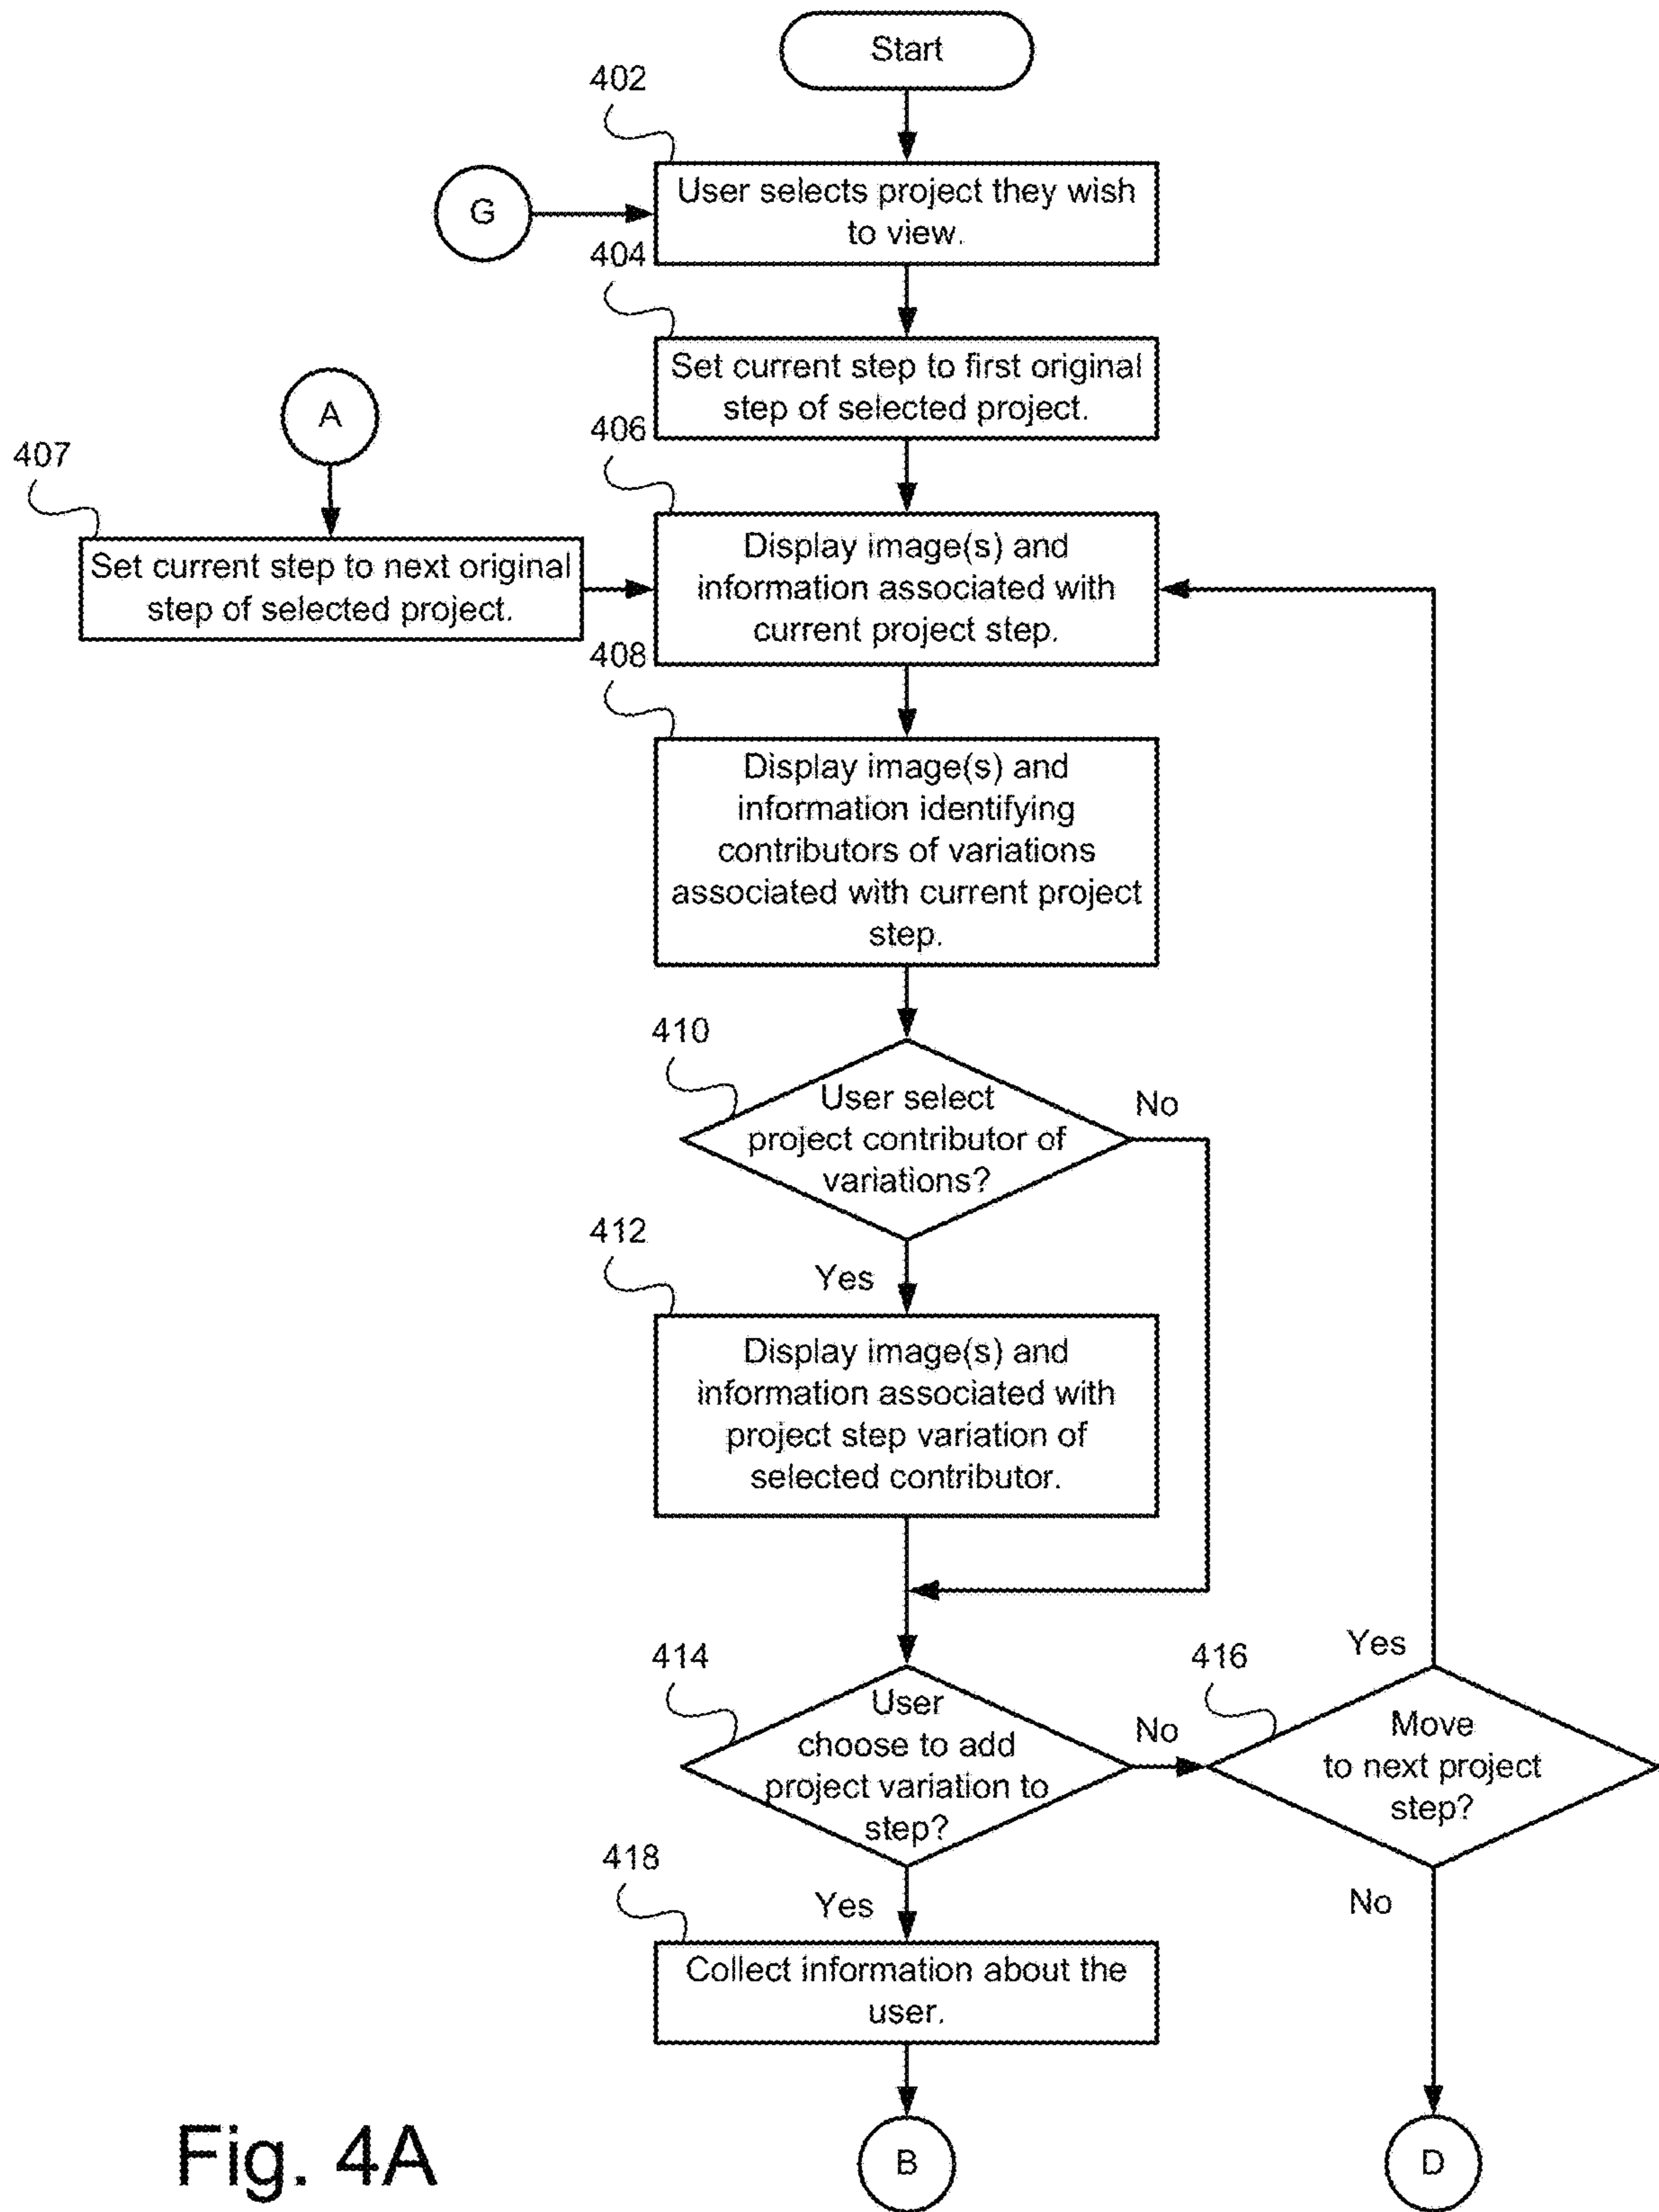 Start
402
User selects project they wish
to view.
G
404
Set current step to first original
step of selected project.
A
406
407
Set current step to next original
step of selected project.
Display image(s) and
information associated with
current project step.
408
Display image(s) and
information identifying
contributors of variations
associated with current project
step.
410
User select
project contributor of
variations?
No
412
Yes
Display image(s) and
information associated with
project step variation of
selected contributor.
414
User
choose to add
project variation to
step?
No
416
Yes
Move
to next project
step?
418
Yes
No
Collect information about the
user.
B
D
Fig. 4A